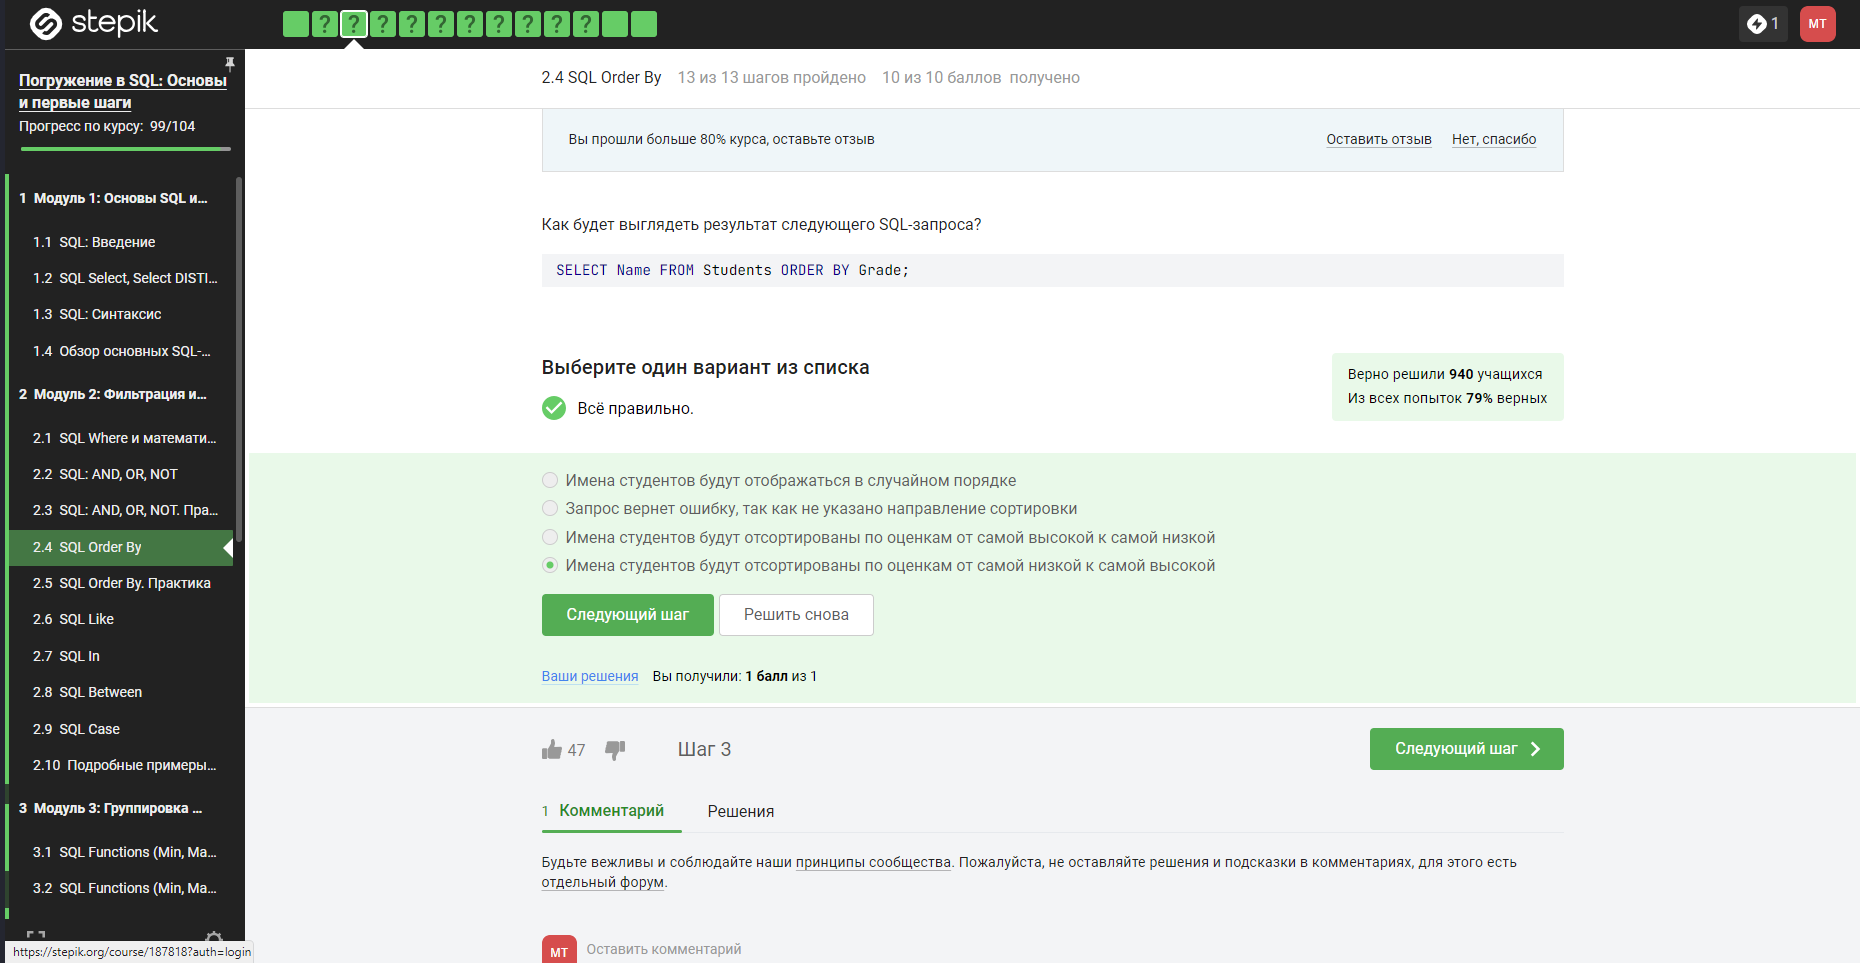 stepik
? ? ? ? ? ? ? ? ? ?
1
MT
Погружение в SQL: Основы
и первые шаги
Прогресс по курсу: 99/104
1 Модуль 1: Основы SQL и...
1.1 SQL: Введение
1.2 SQL Select, Select DISTI...
1.3 SQL: Синтаксис
1.4 Обзор основных SQL-...
2 Модуль 2: Фильтрация и...
2.1 SQL Where и математи...
2.2 SQL: AND, OR, NOT
2.3 SQL: AND, OR, NOT. Пра...
2.4 SQL Order By
2.5 SQL Order By. Практика
2.6 SQL Like
2.7 SQL In
2.8 SQL Between
2.9 SQL Case
2.10 Подробные примеры...
3 Модуль 3: Группировка ...
3.1 SQL Functions (Min, Ma...
3.2 SQL Functions (Min, Ma...
https://stepik.org/course/187818?auth=login
2.4 SQL Order By 13 из 13 шагов пройдено 10 из 10 баллов получено
Вы прошли больше 80% курса, оставьте отзыв
Оставить отзыв Нет, спасибо
Как будет выглядеть результат следующего SQL-запроса?
SELECT Name FROM Students ORDER BY Grade;
Выберите один вариант из списка
Всё правильно.
Верно решили 940 учащихся
Из всех попыток 79% верных
Имена студентов будут отображаться в случайном порядке
Запрос вернет ошибку, так как не указано направление сортировки
Имена студентов будут отсортированы по оценкам от самой высокой к самой низкой
Имена студентов будут отсортированы по оценкам от самой низкой к самой высокой
Следующий шаг Решить снова
Ваши решения Вы получили: 1 балл из 1
47 Шаг 3
Следующий шаг
1 Комментарий Решения
Будьте вежливы и соблюдайте наши принципы сообщества. Пожалуйста, не оставляйте решения и подсказки в комментариях, для этого есть
отдельный форум.
MT Оставить комментарий